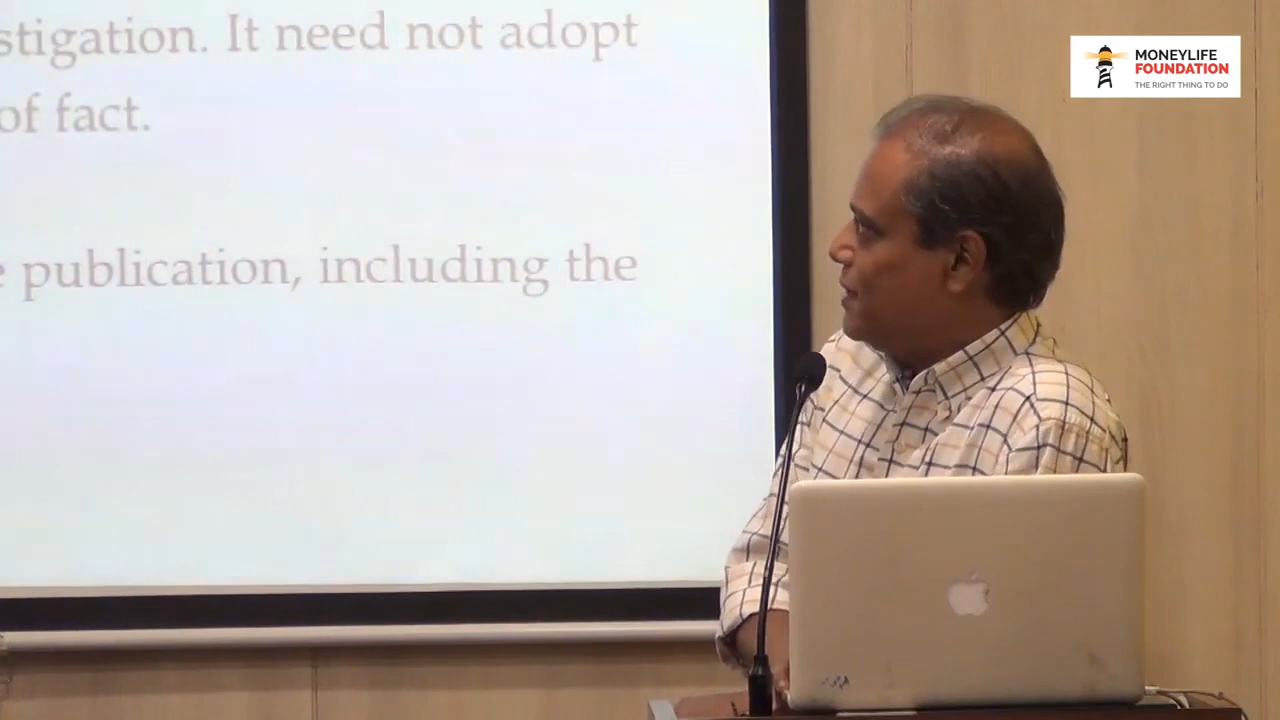 stigation. It need not adopt
of fact.
e publication, including the
MONEYLIFE
FOUNDATION
THE RIGHT THING TO DO